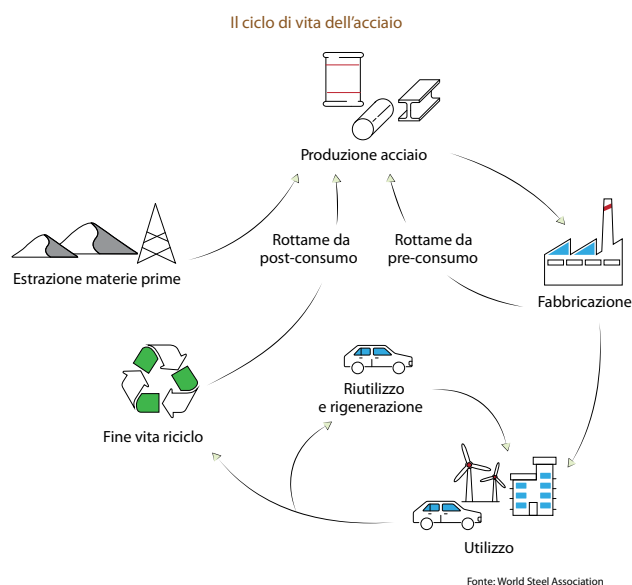 Il ciclo di vita dell’acciaio
Produzione acciaio
Rottame da
post-consumo
Rottame da
pre-consumo
Estrazione materie prime
Fabbricazione
Riutilizzo
e rigenerazione
Fine vita riciclo
Utilizzo
Fonte: World Steel Association